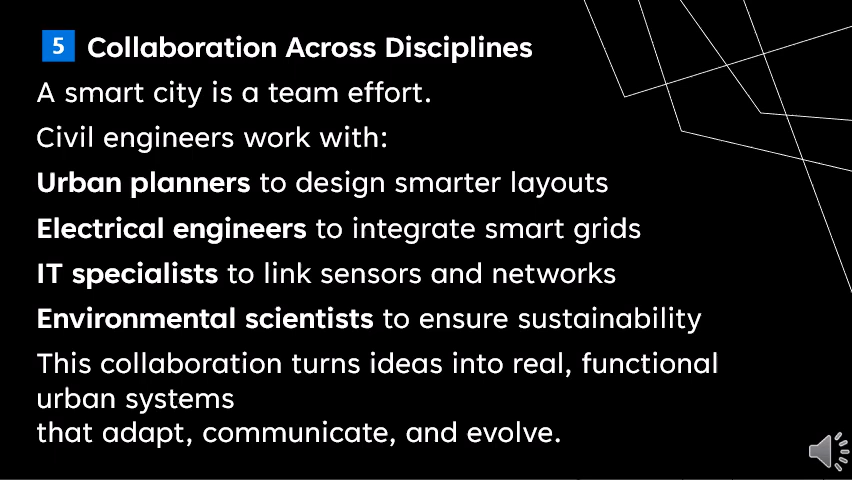 5 Collaboration Across Disciplines
A smart city is a team effort.
Civil engineers work with:
Urban planners to design smarter layouts
Electrical engineers to integrate smart grids
IT specialists to link sensors and networks
Environmental scientists to ensure sustainability
This collaboration turns ideas into real, functional
urban systems
that adapt, communicate, and evolve.